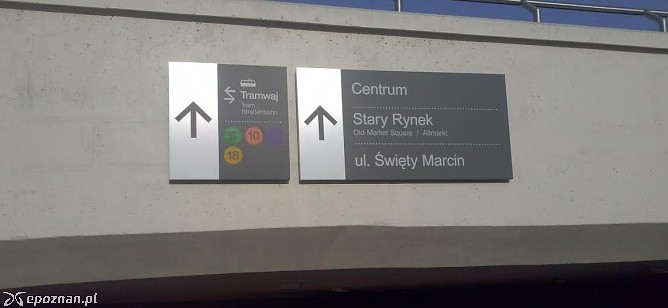 Tramwaj
Tram
Straßenbahn
10
18
Centrum
Stary Rynek
Old Market Square / Altmarkt
ul. Święty Marcin
epoznan.pl